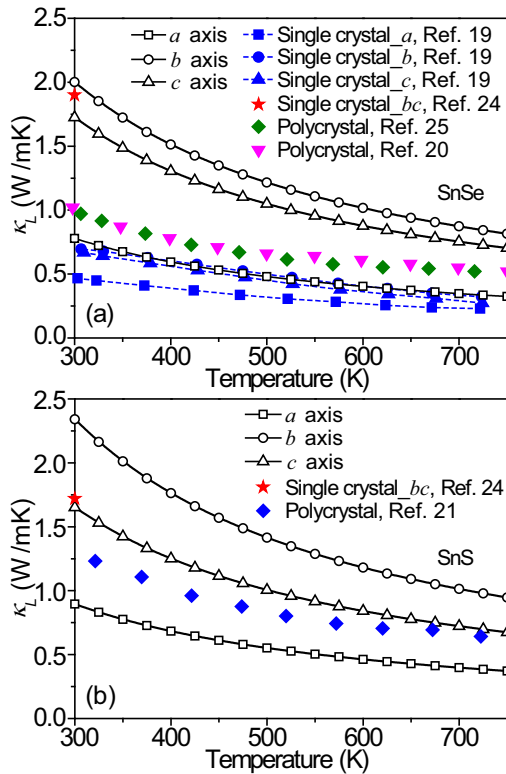 2.5
2.0
1.5
1.0
0.5
0.0
κL (W/mK)
a axis
b axis
c axis
Single crystal_a, Ref. 19
Single crystal_b, Ref. 19
Single crystal_c, Ref. 19
Single crystal_bc, Ref. 24
Polycrystal, Ref. 25
Polycrystal, Ref. 20
SnSe
(a)
300 400 500 600 700
Temperature (K)
2.5
2.0
1.5
1.0
0.5
0.0
κL (W/mK)
a axis
b axis
c axis
Single crystal_bc, Ref. 24
Polycrystal, Ref. 21
SnS
(b)
300 400 500 600 700
Temperature (K)